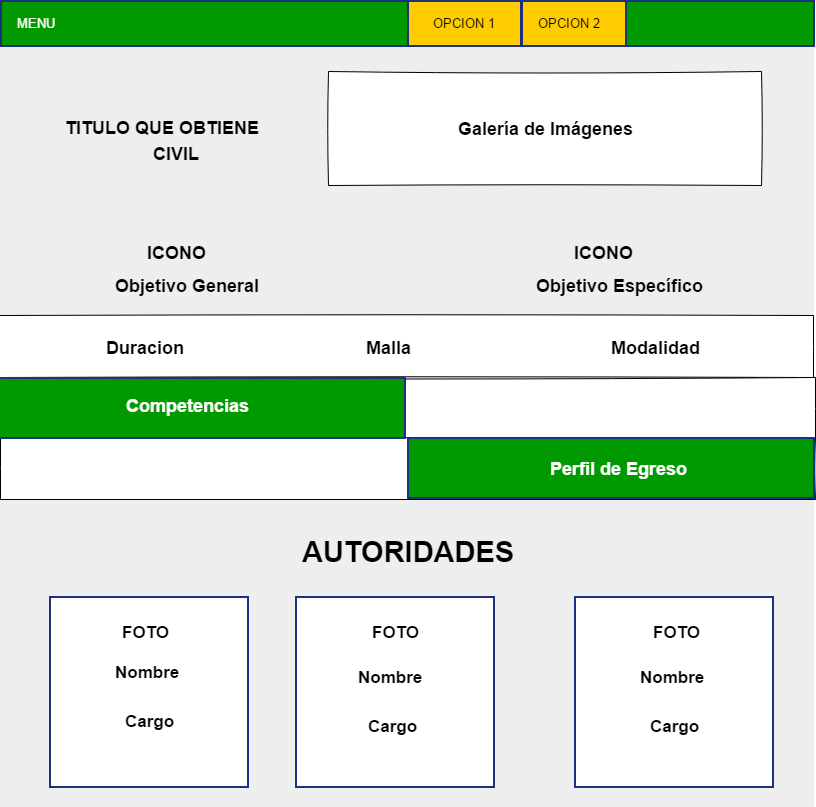 MENU
OPCION 1
OPCION 2
TITULO QUE OBTIENE
CIVIL
Galería de Imágenes
ICONO
Objetivo General
ICONO
Objetivo Específico
Duracion
Malla
Modalidad
Competencias
Perfil de Egreso
AUTORIDADES
FOTO
Nombre
Cargo
FOTO
Nombre
Cargo
FOTO
Nombre
Cargo